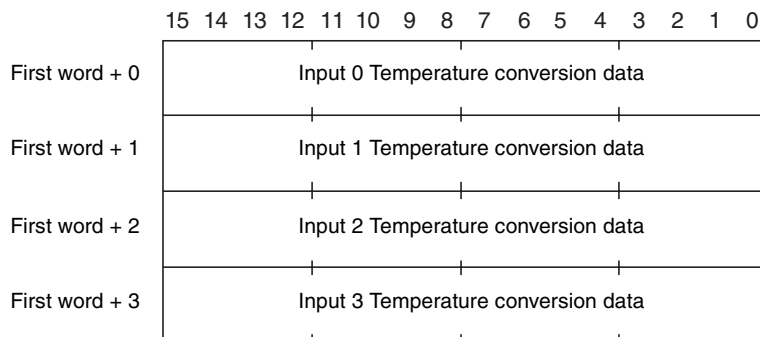 15 14 13 12 11 10 9 8 7 6 5 4 3 2 1 0
First word + 0 Input 0 Temperature conversion data
First word + 1 Input 1 Temperature conversion data
First word + 2 Input 2 Temperature conversion data
First word + 3 Input 3 Temperature conversion data